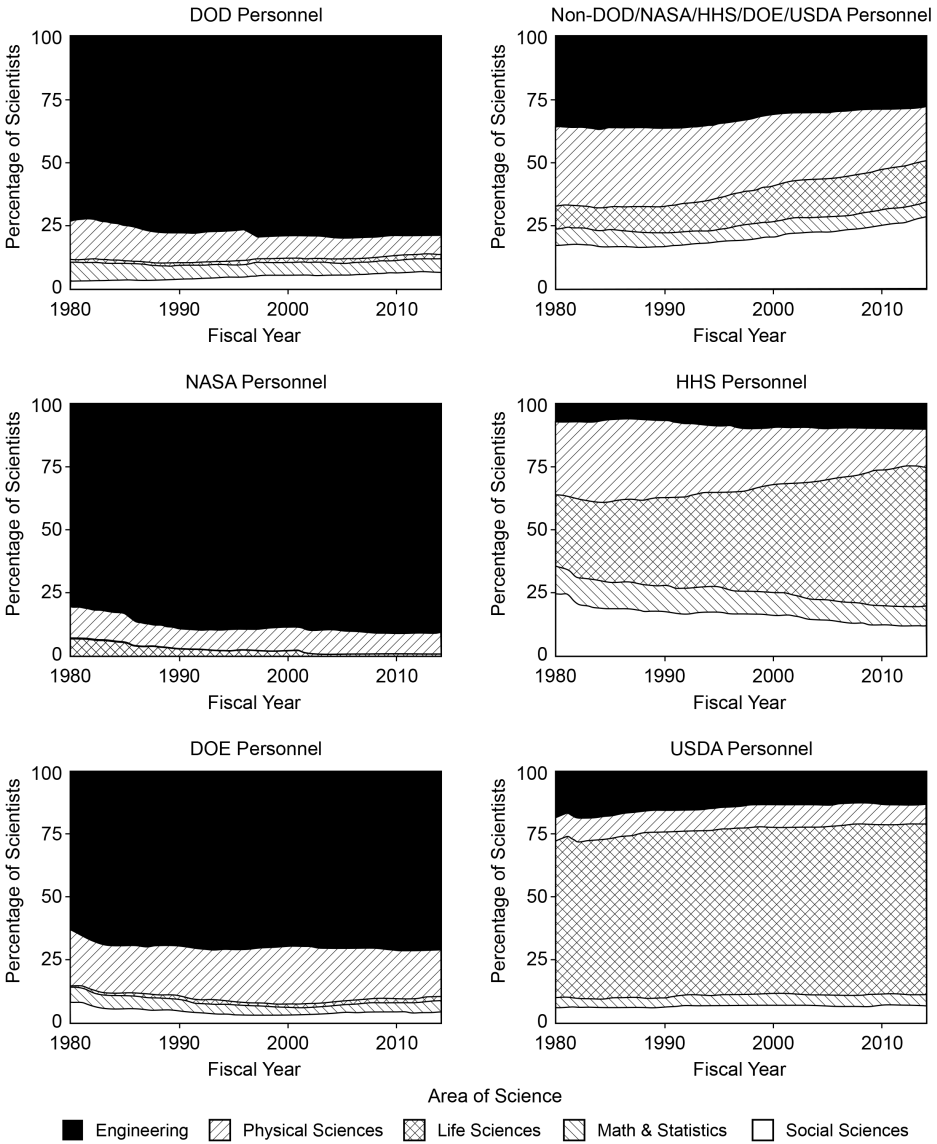 DOD Personnel
Percentage of Scientists
100
75
50
25
0
1980 1990 2000 2010
Fiscal Year
Non-DOD/NASA/HHS/DOE/USDA Personnel
Percentage of Scientists
100
75
50
25
0
1980 1990 2000 2010
Fiscal Year
NASA Personnel
Percentage of Scientists
100
75
50
25
0
1980 1990 2000 2010
Fiscal Year
HHS Personnel
Percentage of Scientists
100
75
50
25
0
1980 1990 2000 2010
Fiscal Year
DOE Personnel
Percentage of Scientists
100
75
50
25
0
1980 1990 2000 2010
Fiscal Year
USDA Personnel
Percentage of Scientists
100
75
50
25
0
1980 1990 2000 2010
Fiscal Year
Area of Science
Engineering Physical Sciences Life Sciences Math & Statistics Social Sciences